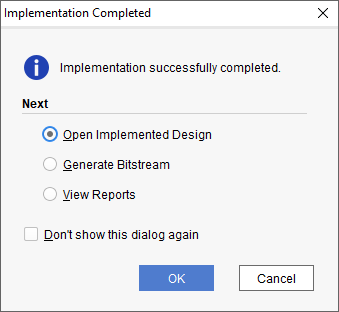 Implementation Completed
Implementation successfully completed.
Next
Open Implemented Design
Generate Bitstream
View Reports
Don't show this dialog again
OK
Cancel